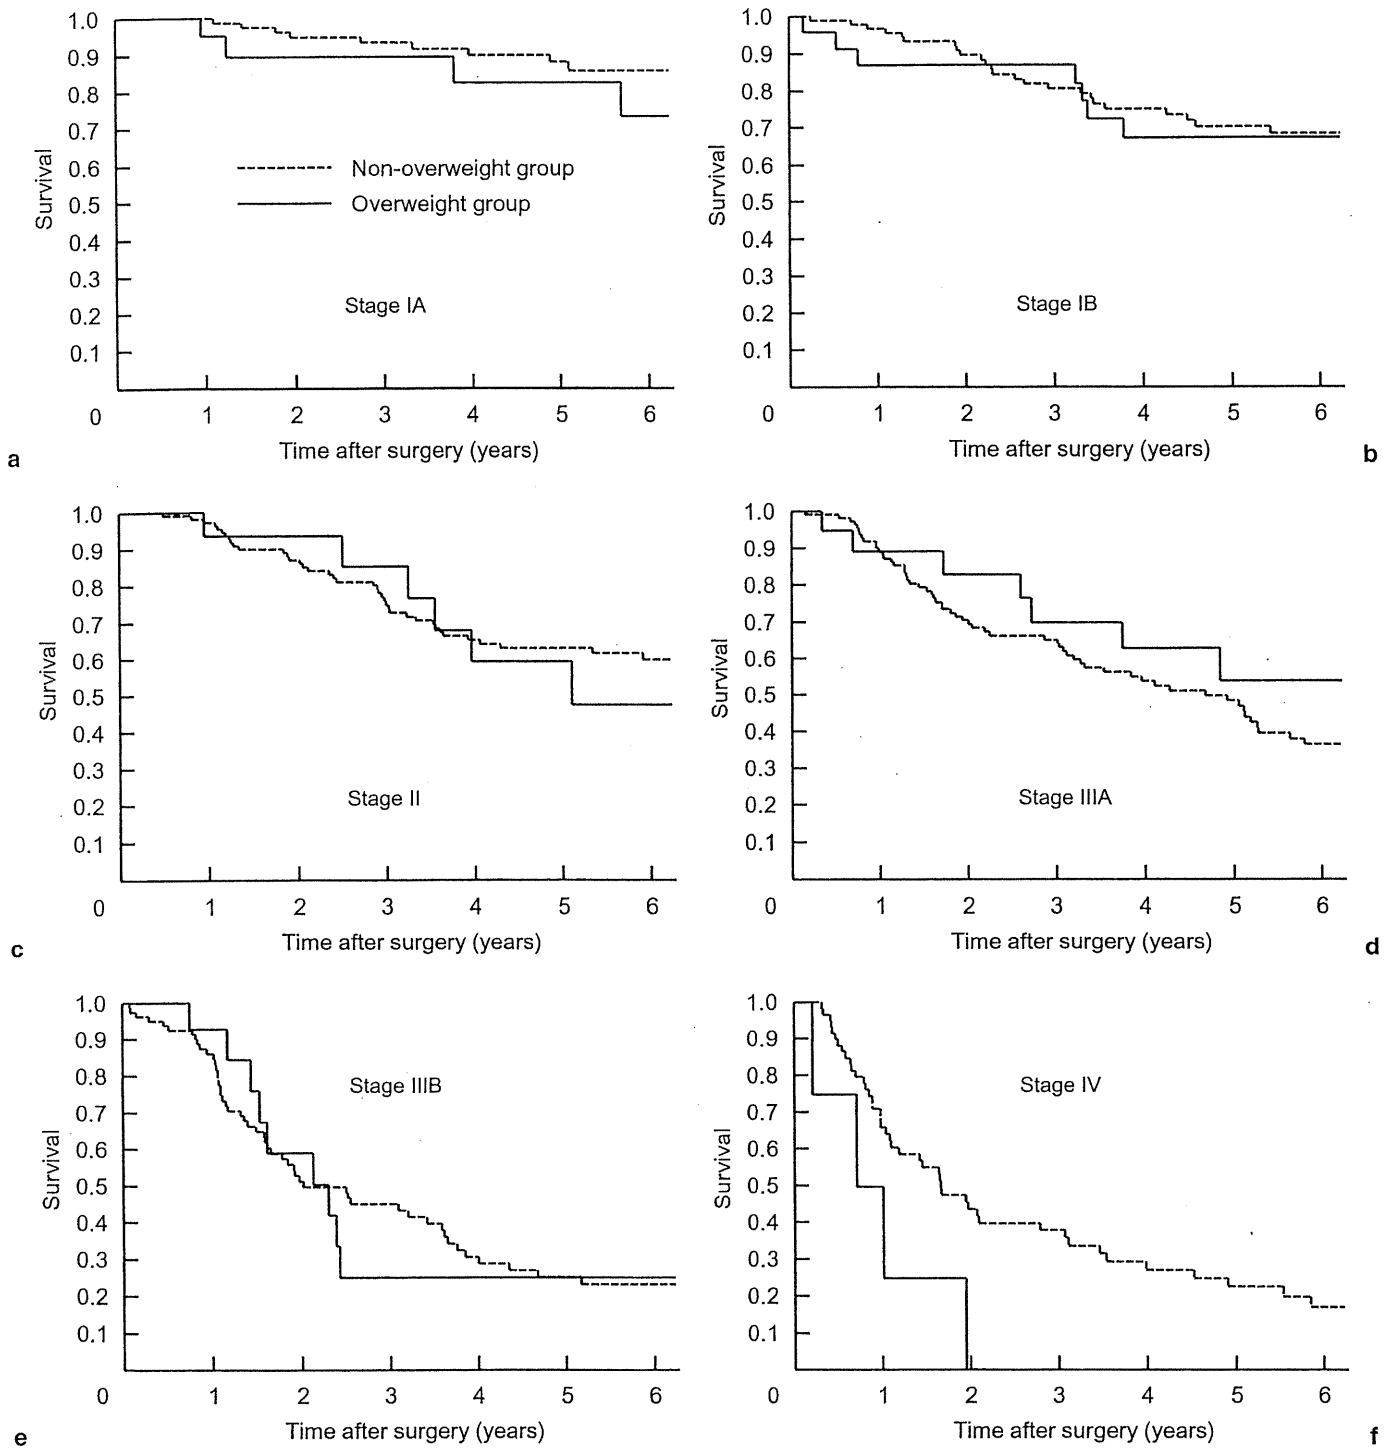 1.0
0.9
0.8
0.7
0.6
0.5
0.4
0.3
0.2
0.1
Survival
Non-overweight group
Overweight group
Stage IA
0 1 2 3 4 5 6
Time after surgery (years)
a
1.0
0.9
0.8
0.7
0.6
0.5
0.4
0.3
0.2
0.1
Survival
Stage IB
0 1 2 3 4 5 6
Time after surgery (years)
b
1.0
0.9
0.8
0.7
0.6
0.5
0.4
0.3
0.2
0.1
Survival
Stage II
0 1 2 3 4 5 6
Time after surgery (years)
c
1.0
0.9
0.8
0.7
0.6
0.5
0.4
0.3
0.2
0.1
Survival
Stage IIIA
0 1 2 3 4 5 6
Time after surgery (years)
d
1.0
0.9
0.8
0.7
0.6
0.5
0.4
0.3
0.2
0.1
Survival
Stage IIIB
0 1 2 3 4 5 6
Time after surgery (years)
e
1.0
0.9
0.8
0.7
0.6
0.5
0.4
0.3
0.2
0.1
Survival
Stage IV
0 1 2 3 4 5 6
Time after surgery (years)
f